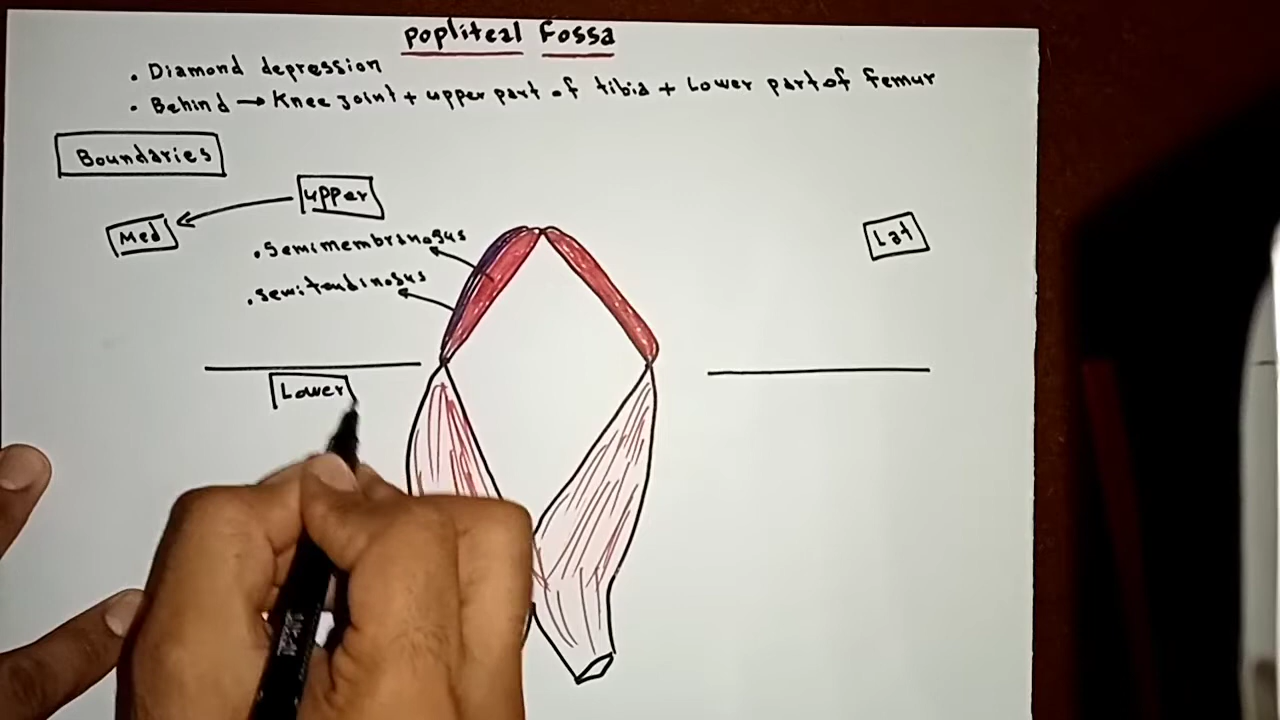 popliteal Fossa
. Diamond depression
. Behind → Knee joint + upper part of tibia + Lower part of Femur
Boundaries
upper
Med
Lat
. Semimembranosus
. semitendinosus
Lower